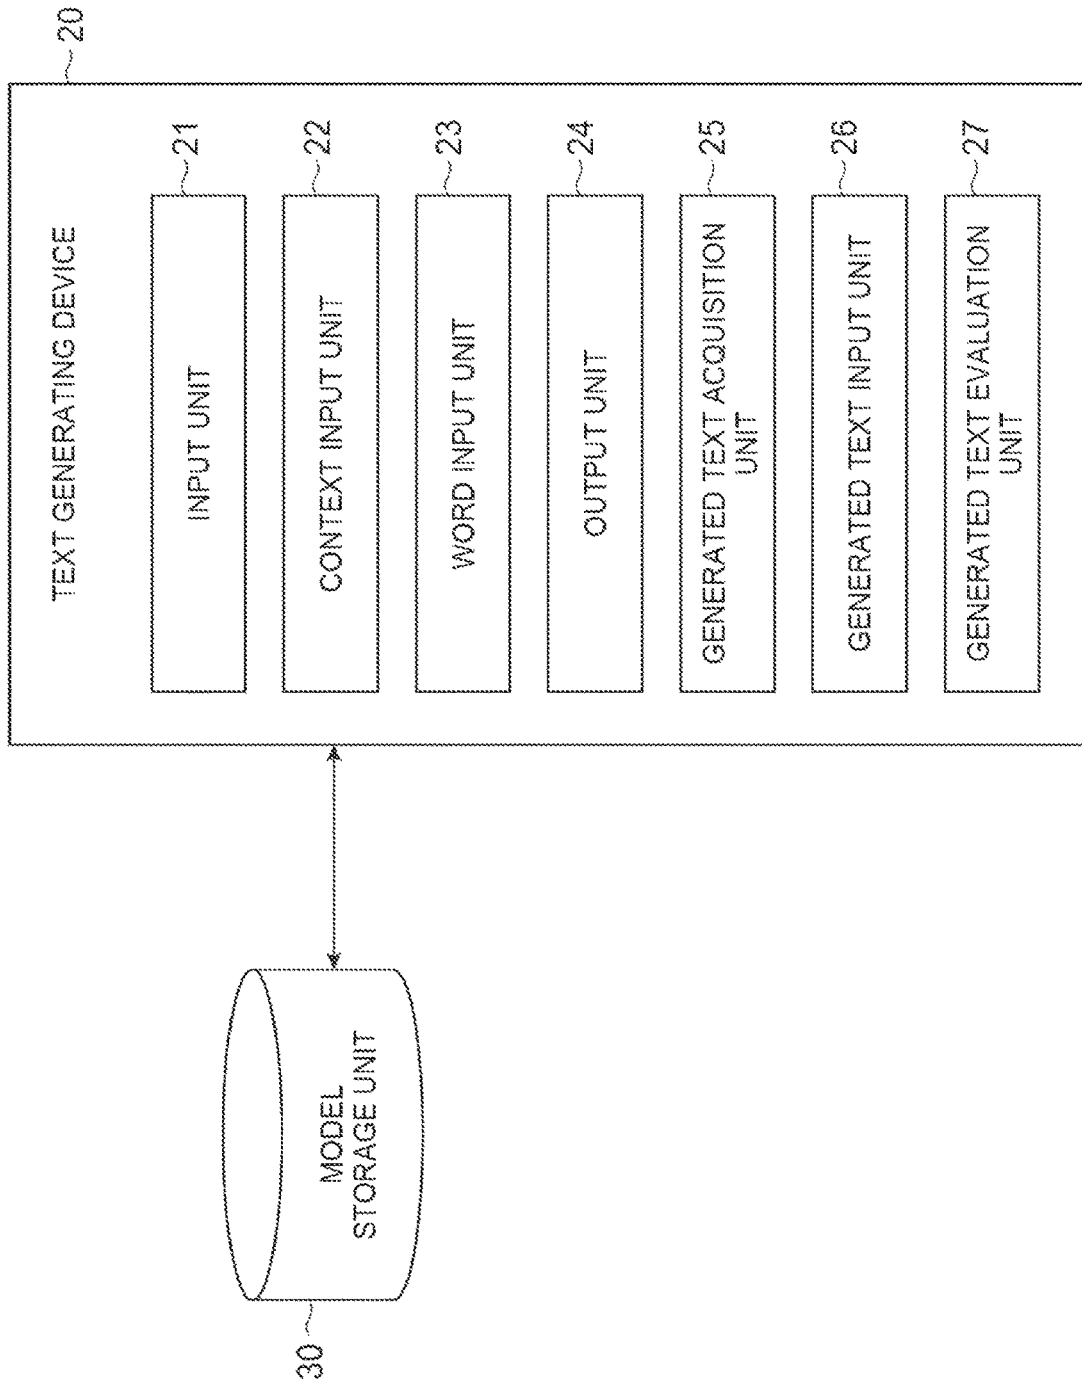 20
TEXT GENERATING DEVICE
INPUT UNIT
21
CONTEXT INPUT UNIT
22
WORD INPUT UNIT
23
OUTPUT UNIT
24
GENERATED TEXT ACQUISITION
UNIT
25
GENERATED TEXT INPUT UNIT
26
GENERATED TEXT EVALUATION
UNIT
27
MODEL
STORAGE UNIT
30